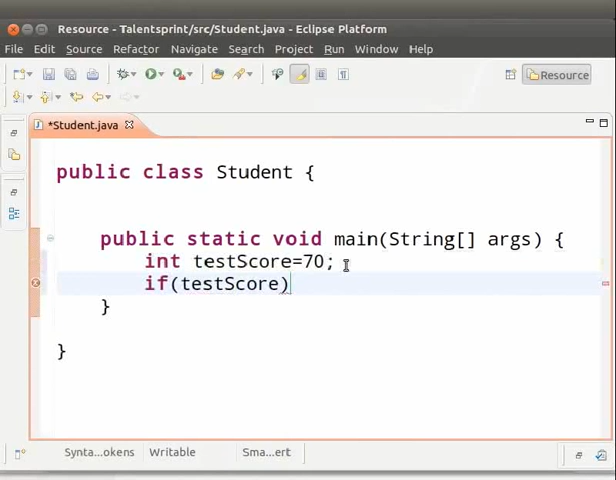 Resource - Talentsprint/src/Student.java - Eclipse Platform
File Edit Source Refactor Navigate Search Project Run Window Help
Resource
*Student.java
public class Student {
public static void main(String[] args) {
int testScore=70;
if(testScore)
}
}
Synta...okens Writable Sma...ert